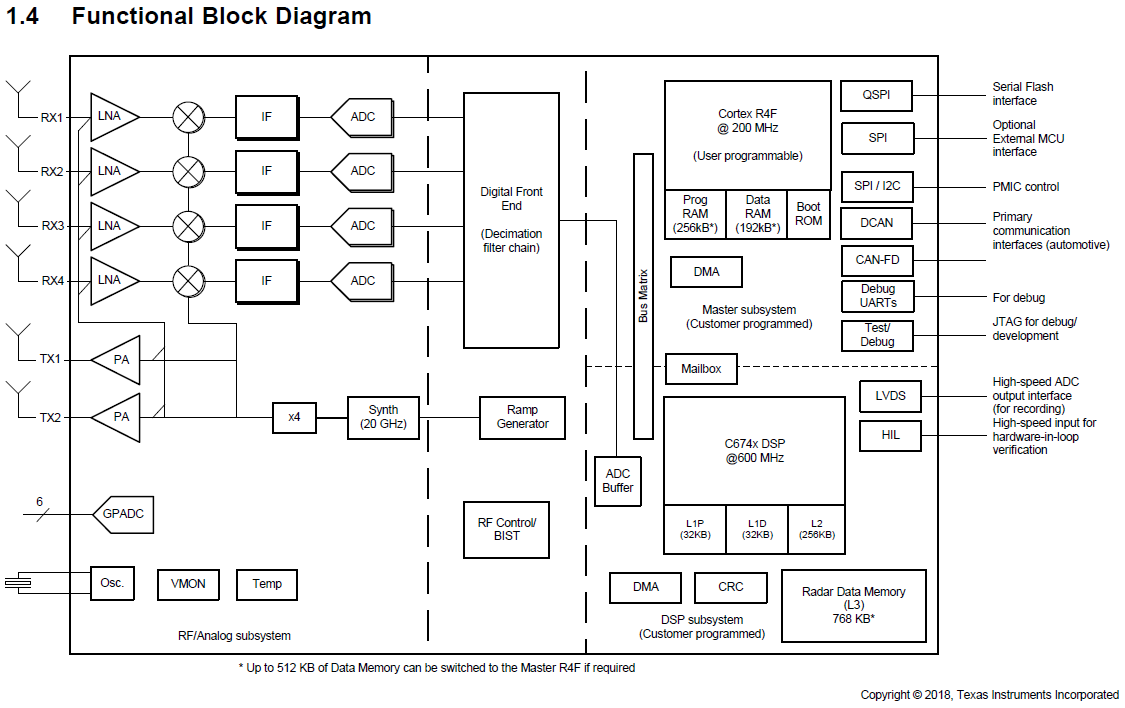 1.4 Functional Block Diagram
RX1
LNA
IF
ADC
RX2
LNA
IF
ADC
RX3
LNA
IF
ADC
RX4
LNA
IF
ADC
TX1
PA
TX2
PA
x4
Synth
(20 GHz)
Ramp
Generator
Digital Front
End
(Decimation
filter chain)
6
GPADC
RF Control/
BIST
Osc.
VMON
Temp
RF/Analog subsystem
ADC
Buffer
Bus Matrix
Cortex R4F
@ 200 MHz
(User programmable)
Prog
RAM
(256kB*)
Data
RAM
(192kB*)
Boot
ROM
DMA
Master subsystem
(Customer programmed)
Mailbox
QSPI
Serial Flash
interface
SPI
Optional
External MCU
interface
SPI / I2C
PMIC control
DCAN
Primary
communication
interfaces (automotive)
CAN-FD
Debug
UARTs
For debug
Test/
Debug
JTAG for debug/
development
LVDS
High-speed ADC
output interface
(for recording)
HIL
High-speed input for
hardware-in-loop
verification
C674x DSP
@600 MHz
L1P
(32KB)
L1D
(32KB)
L2
(256KB)
DMA
CRC
DSP subsystem
(Customer programmed)
Radar Data Memory
(L3)
768 KB*
* Up to 512 KB of Data Memory can be switched to the Master R4F if required
Copyright © 2018, Texas Instruments Incorporated